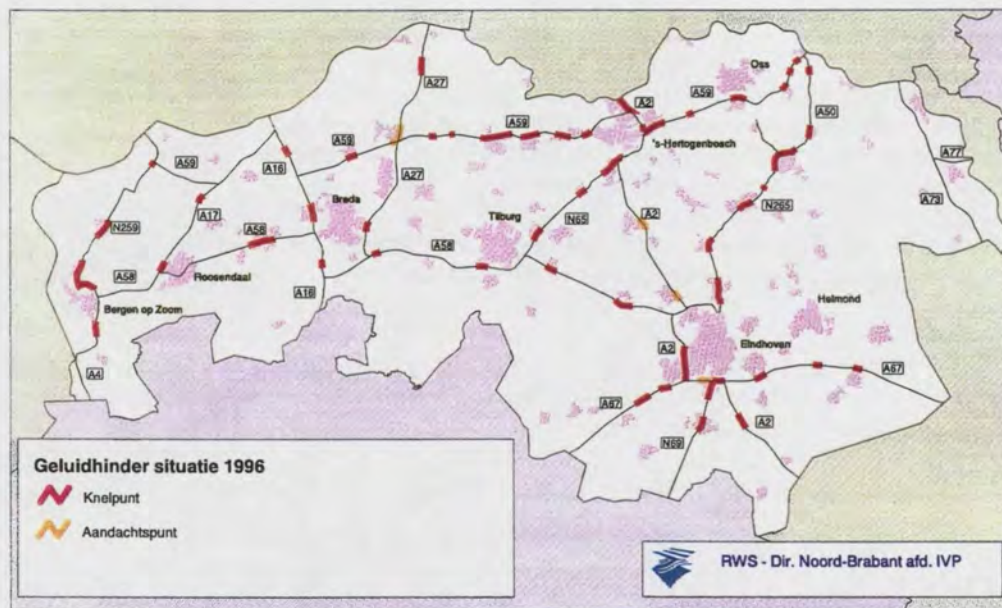 Oss
A27
A2
A59
A59
A50
's-Hertogenbosch
A59
A59
A77
A16
A27
A73
Breda
A2
N265
N65
Tilburg
A17
A58
N259
A58
A58
Roosendaal
Helmond
A16
Bergen op Zoom
Eindhoven
A2
A67
A4
A67
A2
N69
Geluidhinder situatie 1996
Knelpunt
Aandachtspunt
RWS - Dir. Noord-Brabant afd. IVP